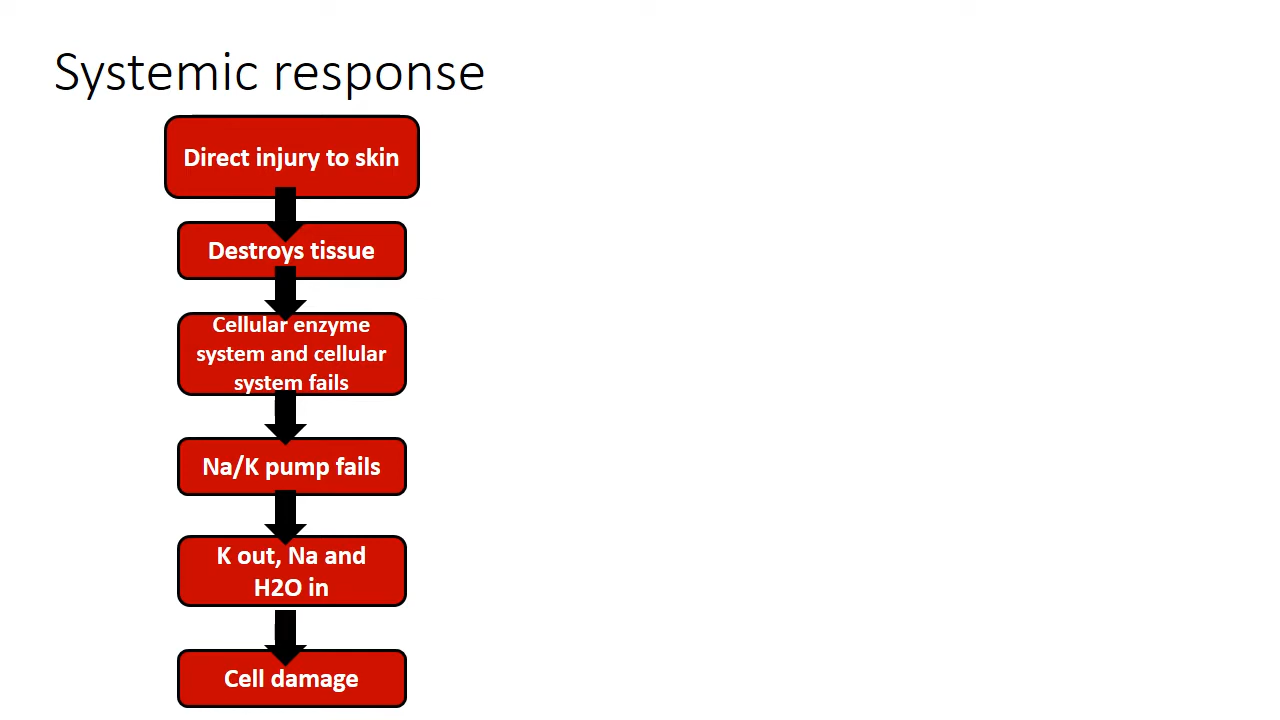 Systemic response
Direct injury to skin
Destroys tissue
Cellular enzyme
system and cellular
system fails
Na/K pump fails
K out, Na and
H2O in
Cell damage